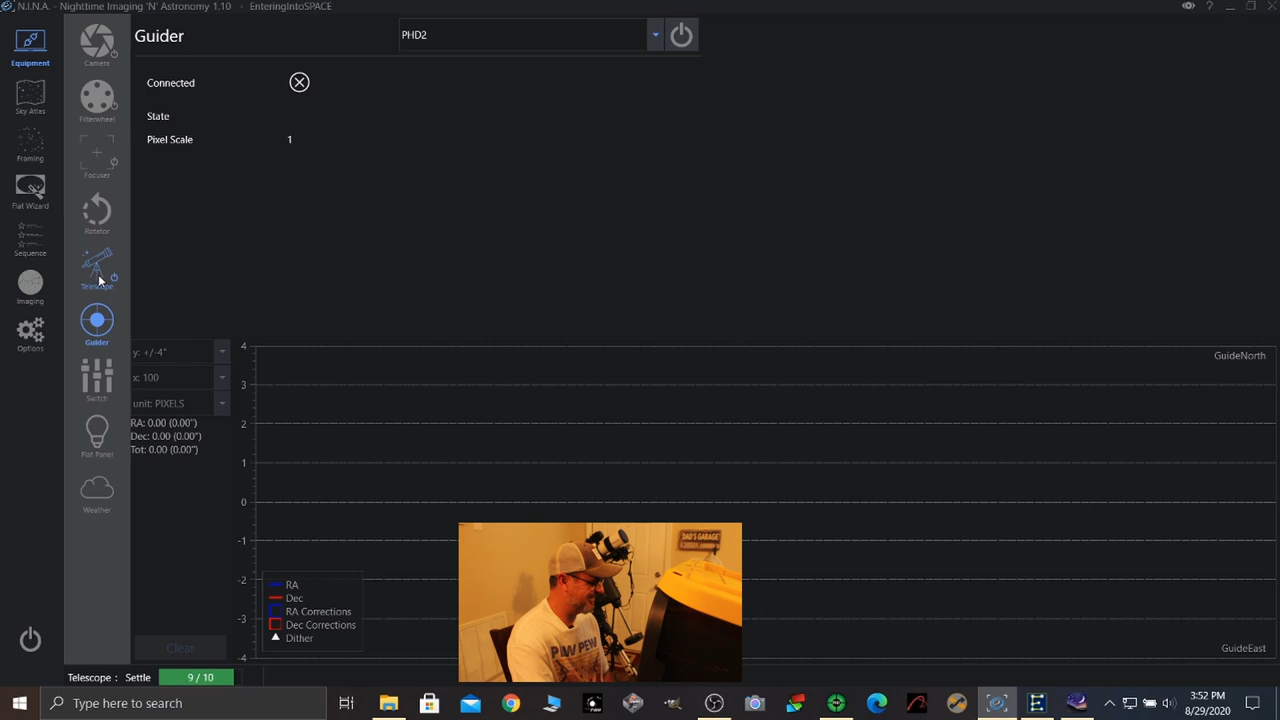 N.I.N.A. - Nighttime Imaging 'N' Astronomy 1.10 - EnteringIntoSPACE
Equipment
Sky Atlas
Framing
Flat Wizard
Sequence
Imaging
Options
Camera
Filterwheel
Focuser
Rotator
Telescope
Guider
Switch
Flat Panel
Weather
Guider
PHD2
Connected
State
Pixel Scale 1
y: +/-4"
x: 100
unit: PIXELS
RA: 0.00 (0.00")
Dec: 0.00 (0.00")
Tot: 0.00 (0.00")
Clear
4
3
2
1
0
-1
-2
-3
-4
GuideNorth
GuideEast
RA
Dec
RA Corrections
Dec Corrections
Dither
DAD'S GARAGE
PEW PEW
Telescope : Settle 9 / 10
Type here to search
3:52 PM
8/29/2020